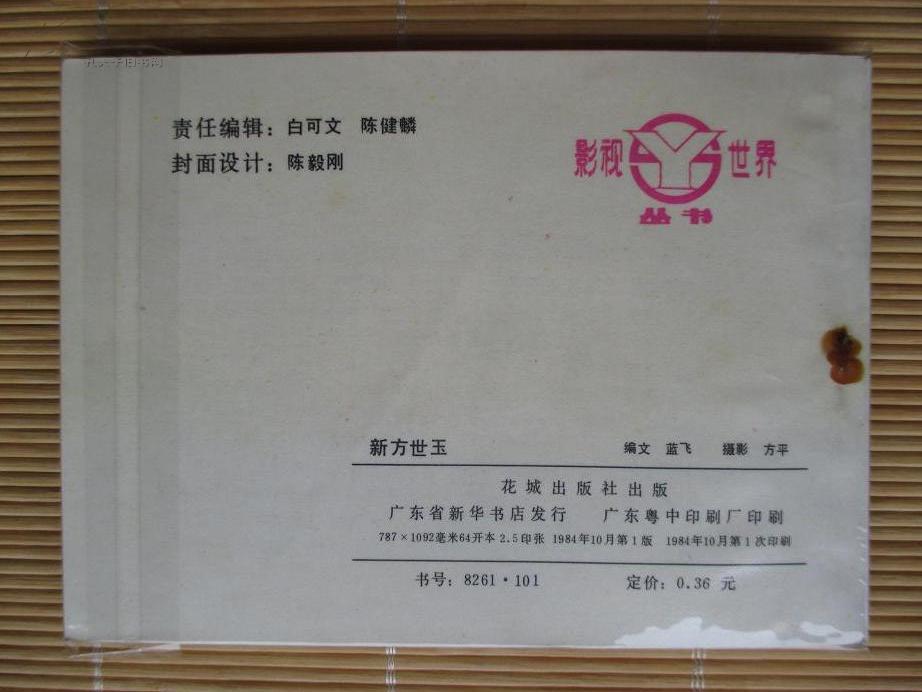 责任编辑：白可文 陈健麟
封面设计：陈毅刚
影视世界
丛书
新方世玉 编文 蓝飞 摄影 方平
花城出版社出版
广东省新华书店发行 广东粤中印刷厂印刷
787×1092毫米64开本 2.5印张 1984年10月第1版 1984年10月第1次印刷
书号：8261·101 定价：0.36 元